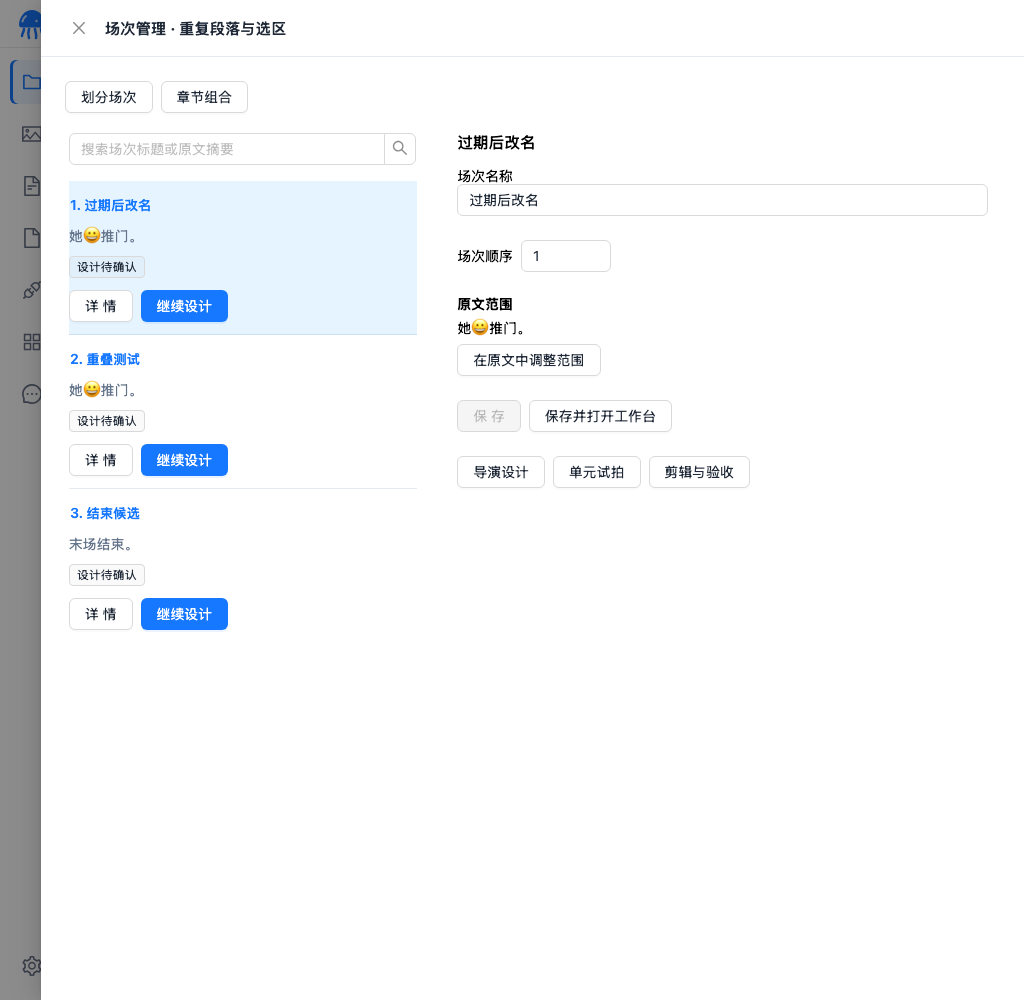 场次管理 · 重复段落与选区
划分场次 章节组合
搜索场次标题或原文摘要
1. 过期后改名
她😀推门。
设计待确认
详 情 继续设计
2. 重叠测试
她😀推门。
设计待确认
详 情 继续设计
3. 结束候选
末场结束。
设计待确认
详 情 继续设计
过期后改名
场次名称
过期后改名
场次顺序 1
原文范围
她😀推门。
在原文中调整范围
保 存 保存并打开工作台
导演设计 单元试拍 剪辑与验收